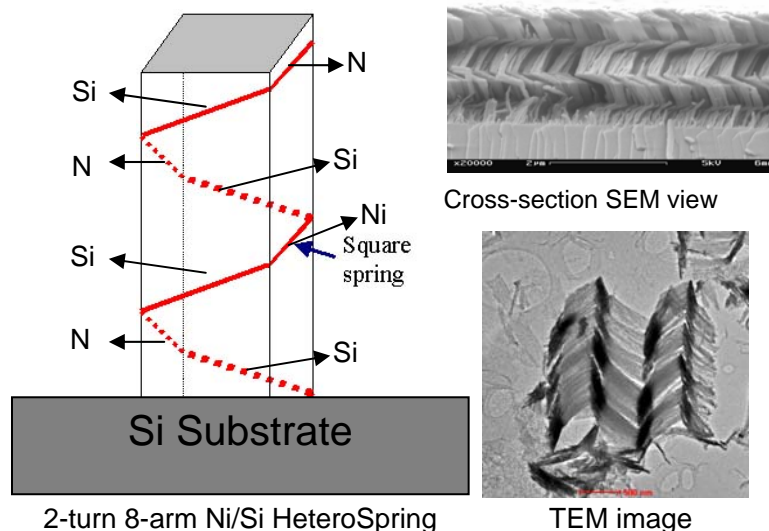 N
Si
N
Si
Ni
Square
spring
Si
N
Si
Si Substrate
2-turn 8-arm Ni/Si HeteroSpring
x20000 2µm 5kV 6mm
Cross-section SEM view
TEM image